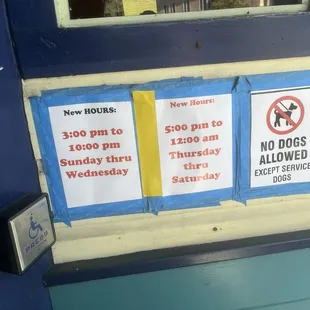 New HOURS:
3:00 pm to
10:00 pm
Sunday thru
Wednesday
New Hours:
5:00 pm to
12:00 am
Thursday
thru
Saturday
NO DOGS
ALLOWED
EXCEPT SERVICE
DOGS
PRESS